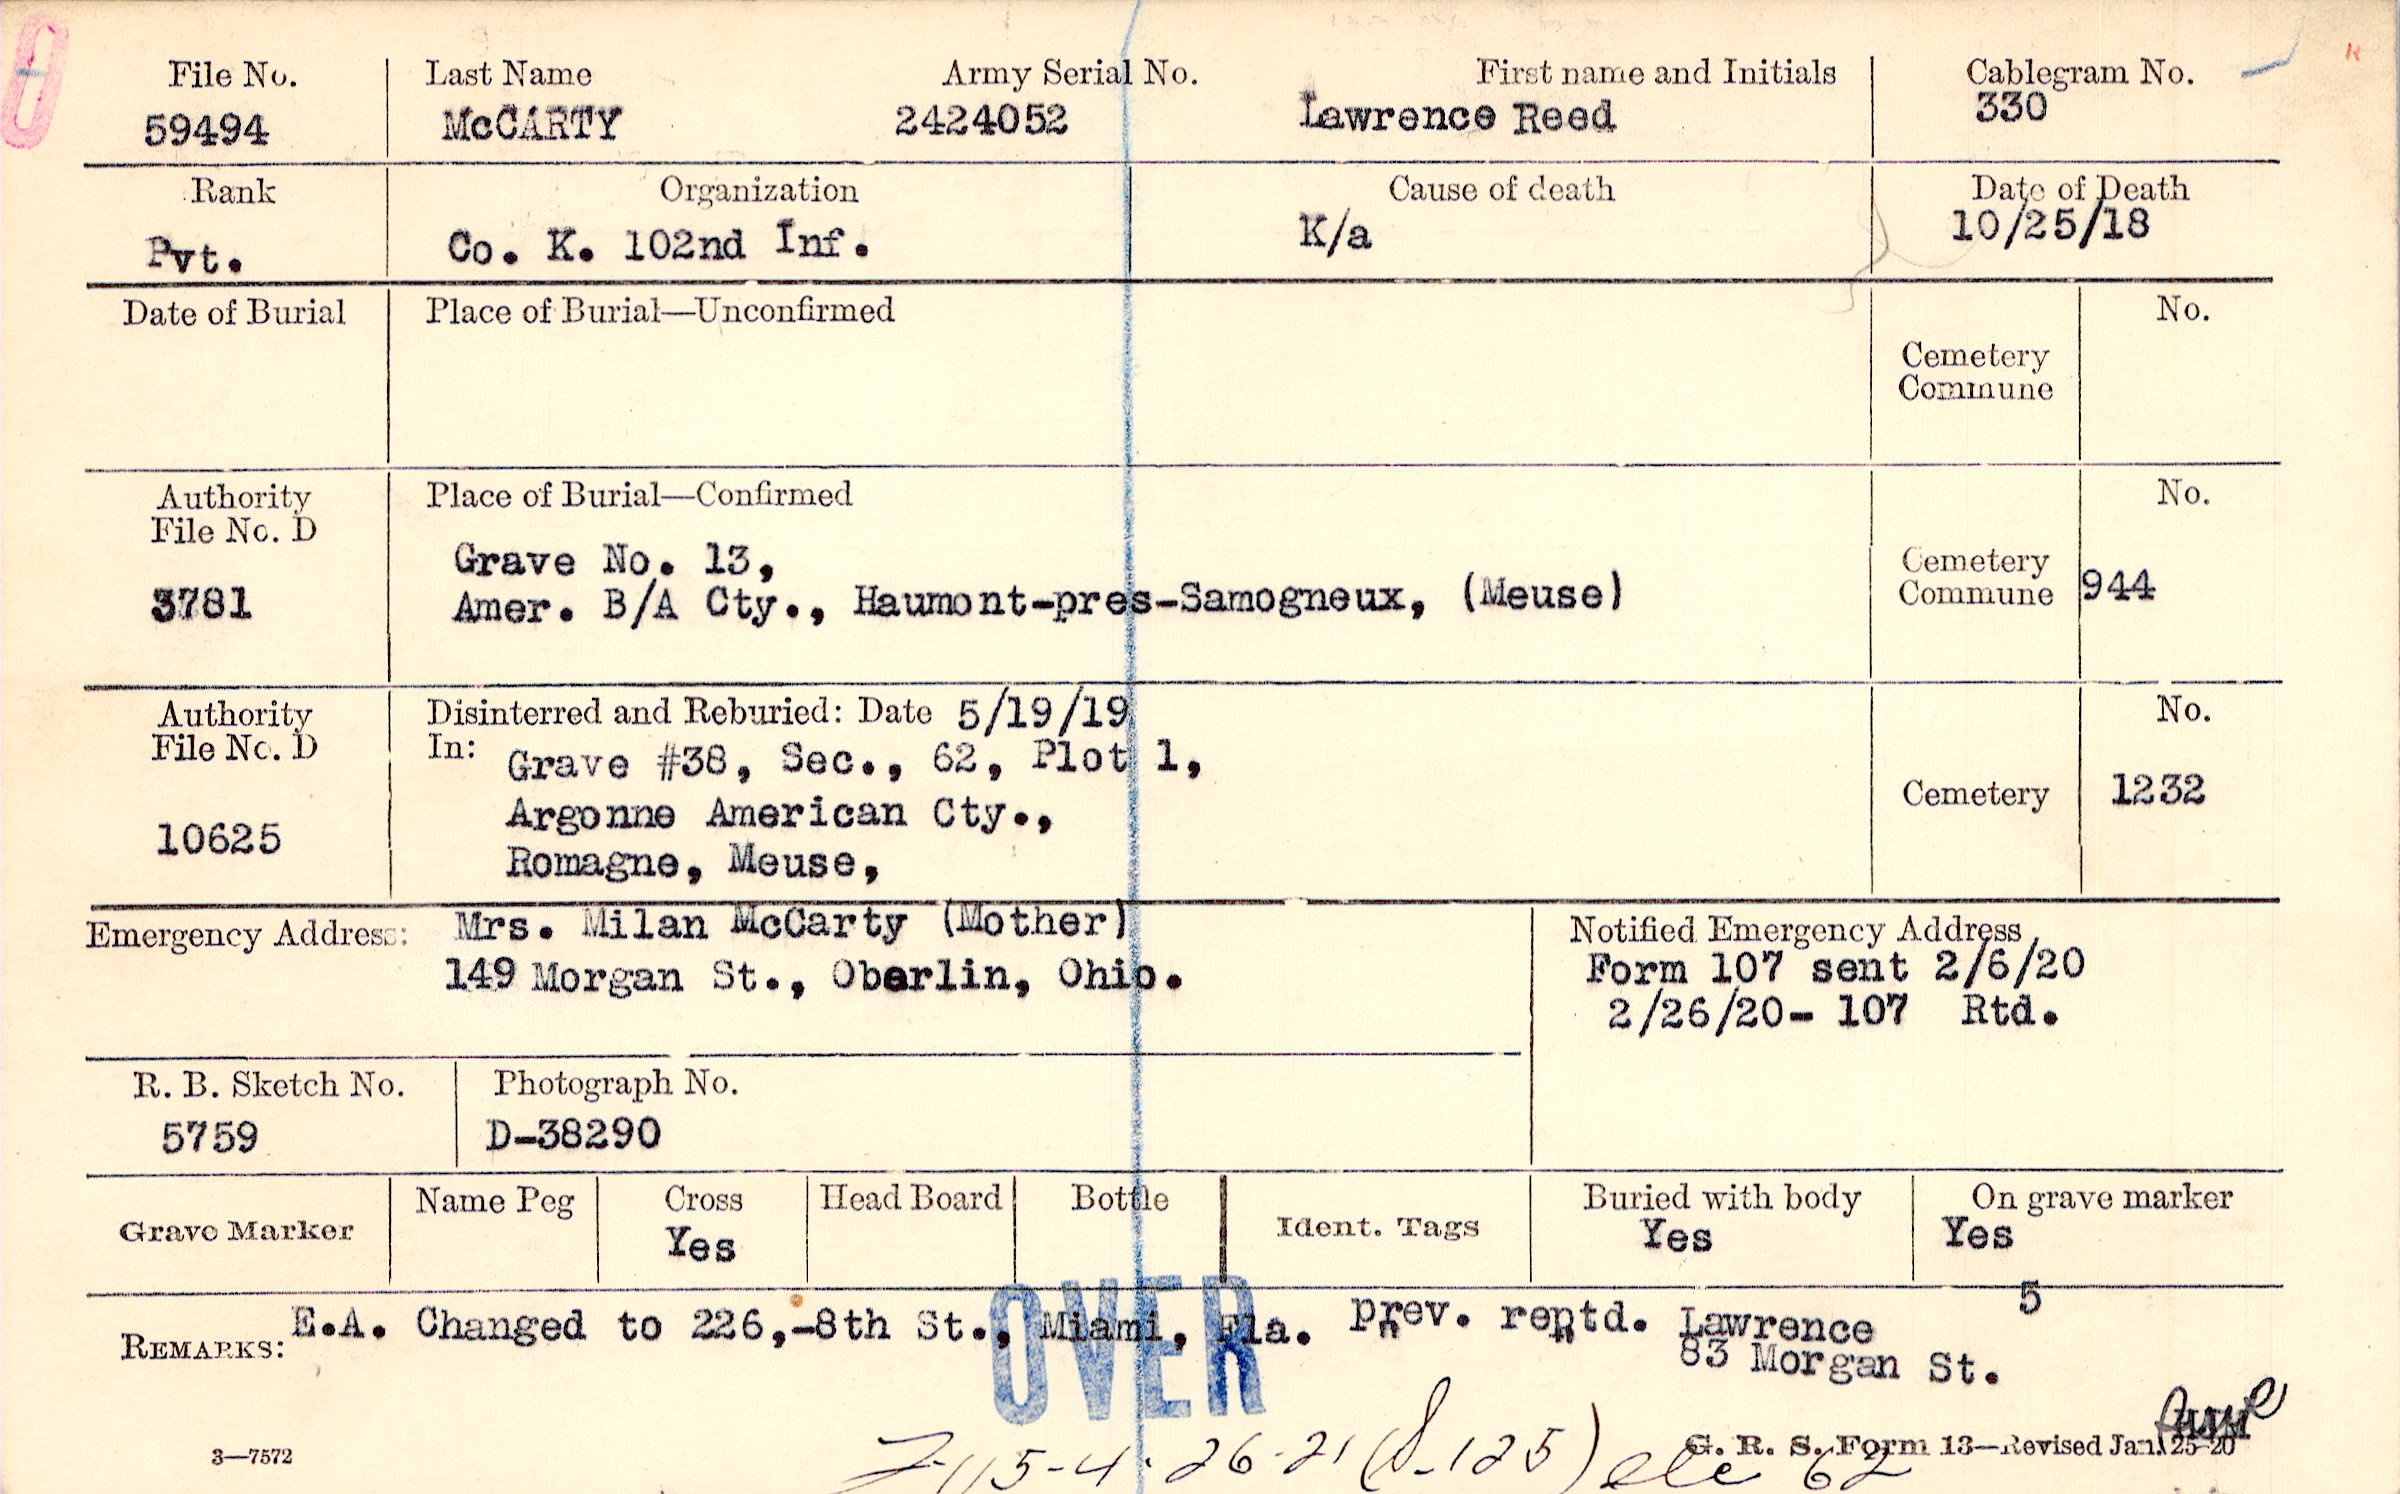 File No. Last Name Army Serial No. First name and Initials Cablegram No.
59494 McCARTY 2424052 Lawrence Reed 330
Rank Organization Cause of death Date of Death
Pvt. Co. K. 102nd Inf. K/a 10/25/18
Date of Burial Place of Burial—Unconfirmed No.
Cemetery
Commune
Authority Place of Burial—Confirmed No.
File No. D
Grave No. 13, Cemetery
3781 Amer. B/A Cty., Haumont-pres-Samogneux, (Meuse) Commune 944
Authority Disinterred and Reburied: Date 5/19/19 No.
File No. D In: Grave #38, Sec., 62, Plot 1,
Argonne American Cty., Cemetery 1232
10625 Romagne, Meuse,
Emergency Address: Mrs. Milan McCarty (Mother) Notified Emergency Address
149 Morgan St., Oberlin, Ohio. Form 107 sent 2/6/20
2/26/20- 107 Rtd.
R. B. Sketch No. Photograph No.
5759 D-38290
Grave Marker Name Peg Cross Head Board Bottle Ident. Tags Buried with body On grave marker
Yes Yes Yes
5
REMARKS: E.A. Changed to 226,-8th St., Miami, Fla. prev. reptd. Lawrence
83 Morgan St.
OVER
115-4-26-21 (S-125) 62
3—7572 G. R. S. Form 13—Revised Jan. 25-20